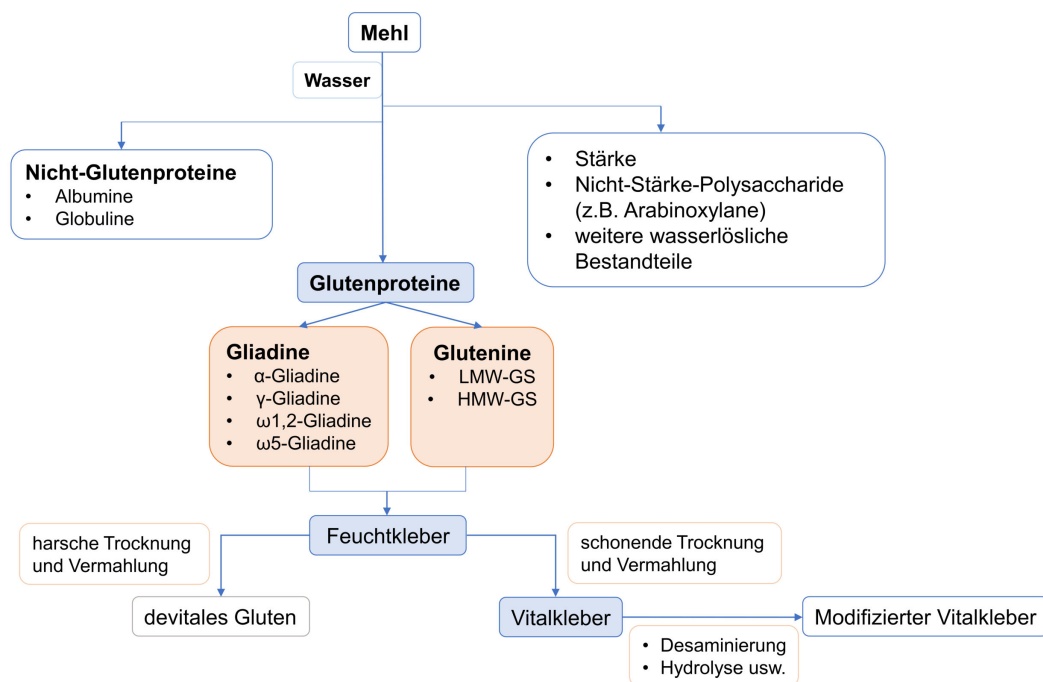 Mehl
Wasser
Nicht-Glutenproteine
• Albumine
• Globuline
• Stärke
• Nicht-Stärke-Polysaccharide
(z.B. Arabinoxylane)
• weitere wasserlösliche
Bestandteile
Glutenproteine
Gliadine
• α-Gliadine
• γ-Gliadine
• ω1,2-Gliadine
• ω5-Gliadine
Glutenine
• LMW-GS
• HMW-GS
Feuchtkleber
harsche Trocknung
und Vermahlung
schonende Trocknung
und Vermahlung
devitales Gluten
Vitalkleber
Modifizierter Vitalkleber
• Desaminierung
• Hydrolyse usw.